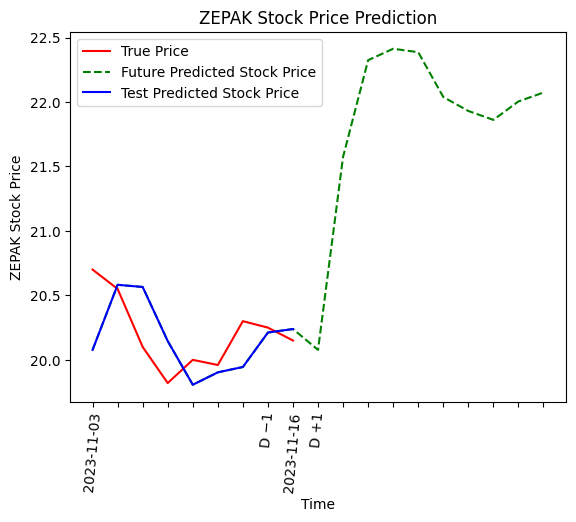 ZEPAK Stock Price Prediction
True Price
Future Predicted Stock Price
Test Predicted Stock Price
ZEPAK Stock Price
22.5
22.0
21.5
21.0
20.5
20.0
2023-11-03
D −1
2023-11-16
D +1
Time